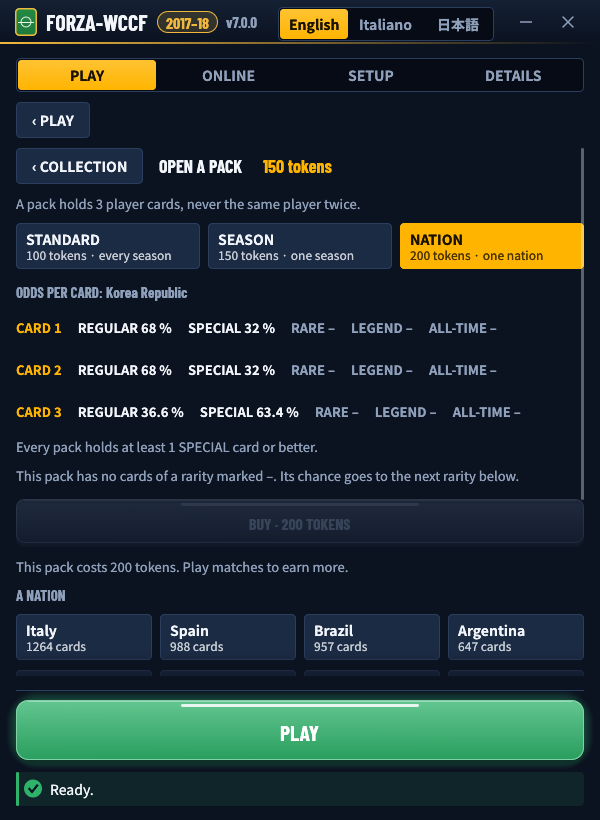 FORZA-WCCF 2017–18 v7.0.0 English Italiano 日本語
PLAY ONLINE SETUP DETAILS
‹ PLAY
‹ COLLECTION OPEN A PACK 150 tokens
A pack holds 3 player cards, never the same player twice.
STANDARD SEASON NATION
100 tokens · every season 150 tokens · one season 200 tokens · one nation
ODDS PER CARD: Korea Republic
CARD 1 REGULAR 68 % SPECIAL 32 % RARE – LEGEND – ALL-TIME –
CARD 2 REGULAR 68 % SPECIAL 32 % RARE – LEGEND – ALL-TIME –
CARD 3 REGULAR 36.6 % SPECIAL 63.4 % RARE – LEGEND – ALL-TIME –
Every pack holds at least 1 SPECIAL card or better.
This pack has no cards of a rarity marked –. Its chance goes to the next rarity below.
BUY · 200 TOKENS
This pack costs 200 tokens. Play matches to earn more.
A NATION
Italy Spain Brazil Argentina
1264 cards 988 cards 957 cards 647 cards
PLAY
Ready.